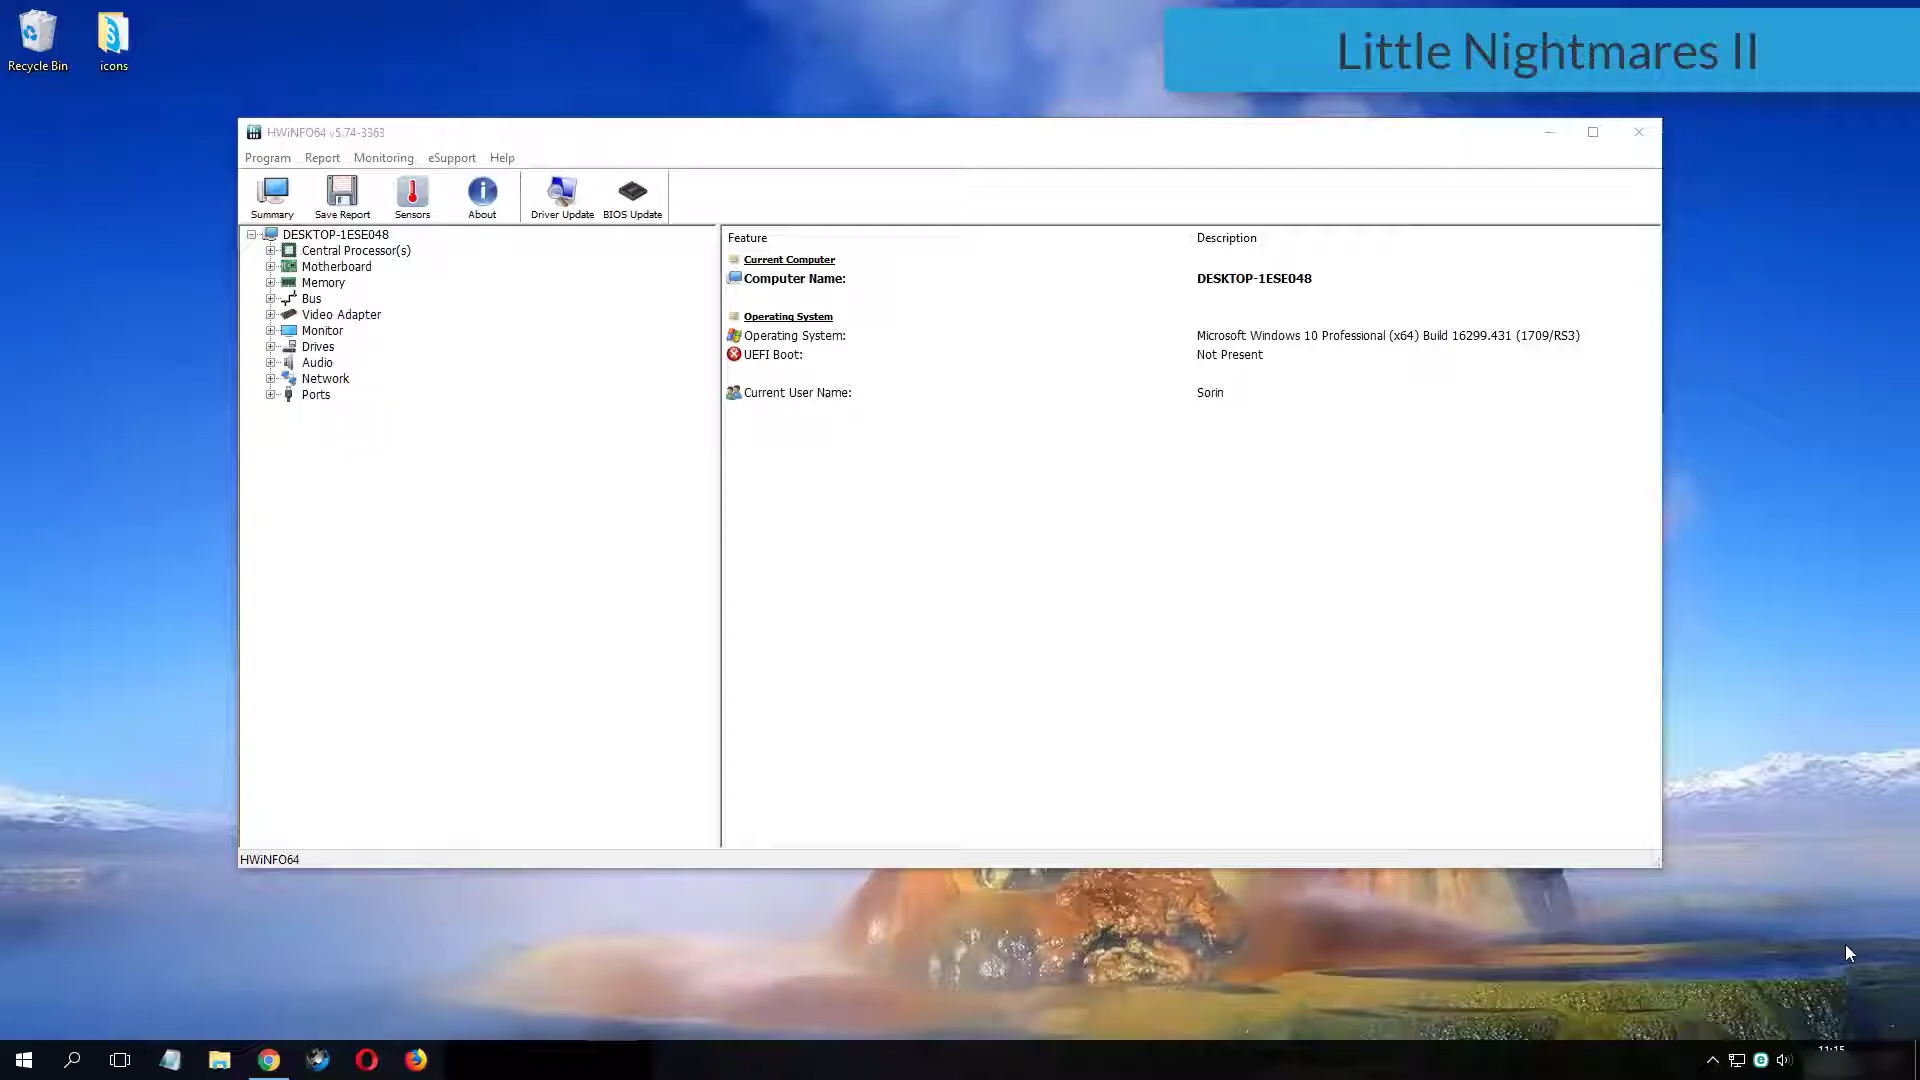 Little Nightmares II
Recycle Bin
icons
HWiNFO64 v5.74-3363
Program Report Monitoring eSupport Help
Summary Save Report Sensors About Driver Update BIOS Update
DESKTOP-1ESE048
Central Processor(s)
Motherboard
Memory
Bus
Video Adapter
Monitor
Drives
Audio
Network
Ports
Feature Description
Current Computer
Computer Name: DESKTOP-1ESE048
Operating System
Operating System: Microsoft Windows 10 Professional (x64) Build 16299.431 (1709/RS3)
UEFI Boot: Not Present
Current User Name: Sorin
HWiNFO64
11:15